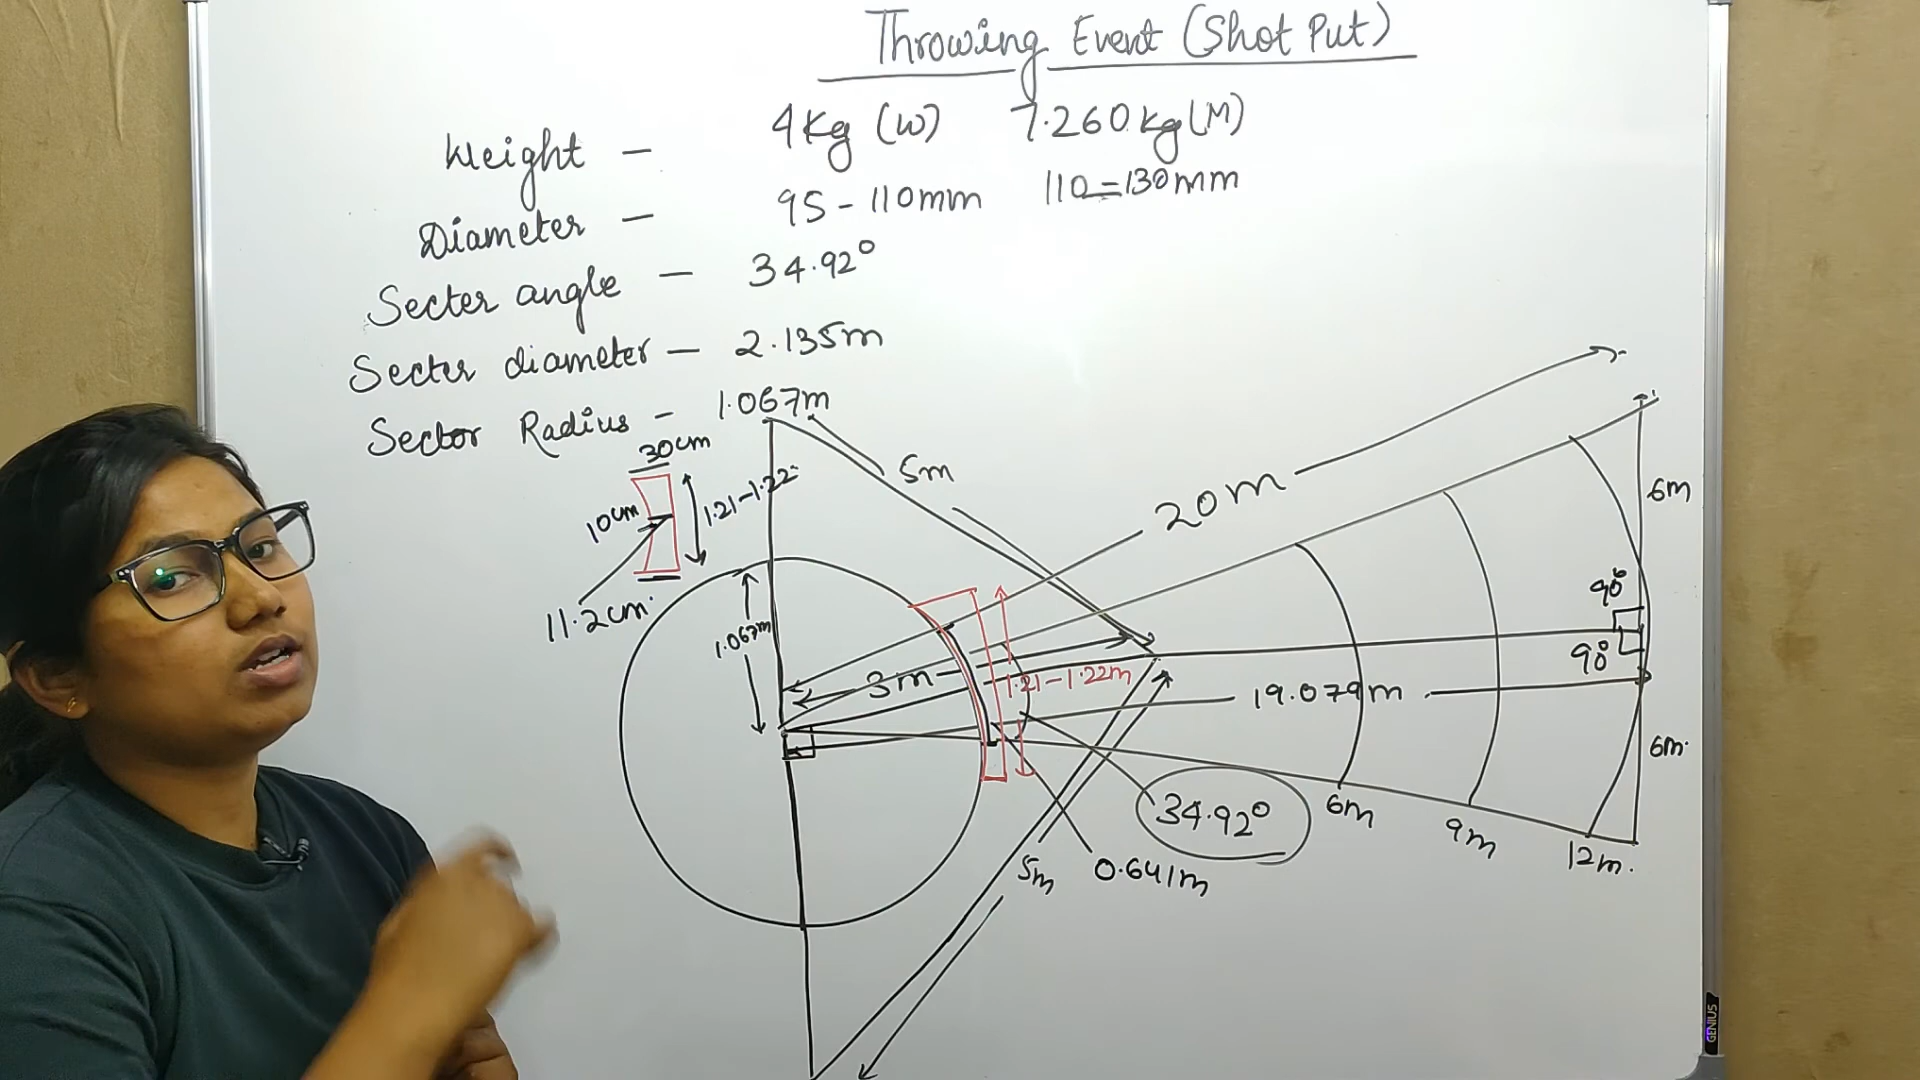 Throwing Event (Shot Put)
Weight - 4Kg (W) 7.260kg (M)
Diameter - 95 - 110mm 110=130mm
Secter angle - 34.92°
Secter diameter - 2.135m
Sector Radius - 1.067m
30cm
10cm
1.21-1.22
11.2cm.
1.067m
5m
20m
6m
90°
90°
3m
1.21-1.22m
19.079m
6m.
34.92°
6m
9m
12m.
5m
0.641m
GENIUS